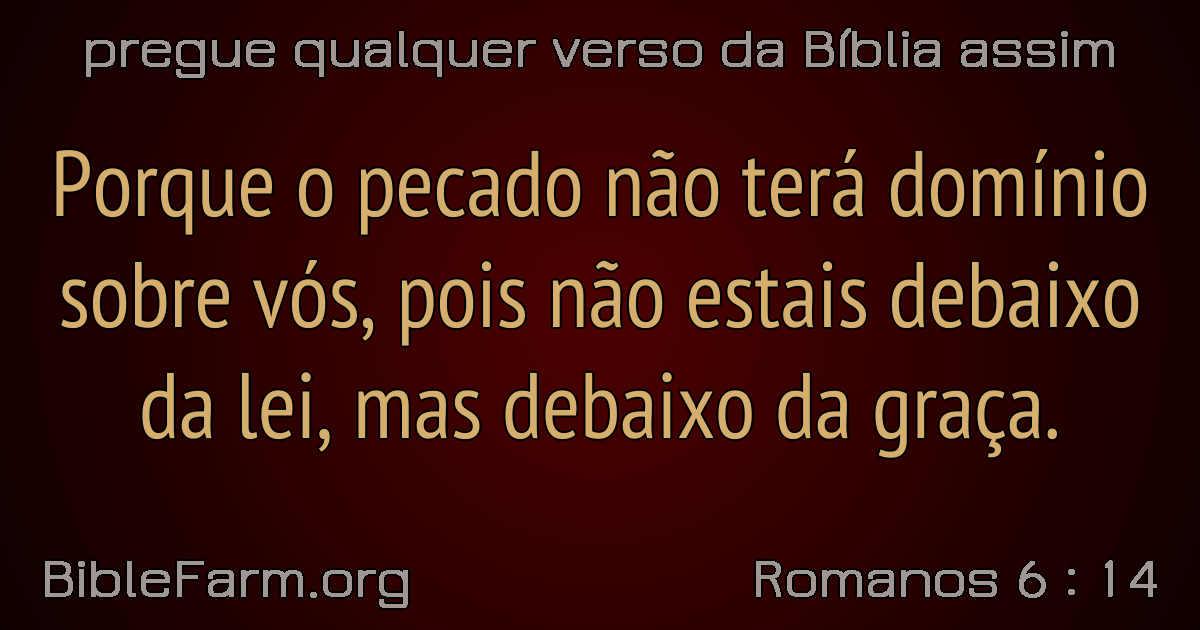 pregue qualquer verso da Bíblia assim
Porque o pecado não terá domínio
sobre vós, pois não estais debaixo
da lei, mas debaixo da graça.
BibleFarm.org
Romanos 6 : 14